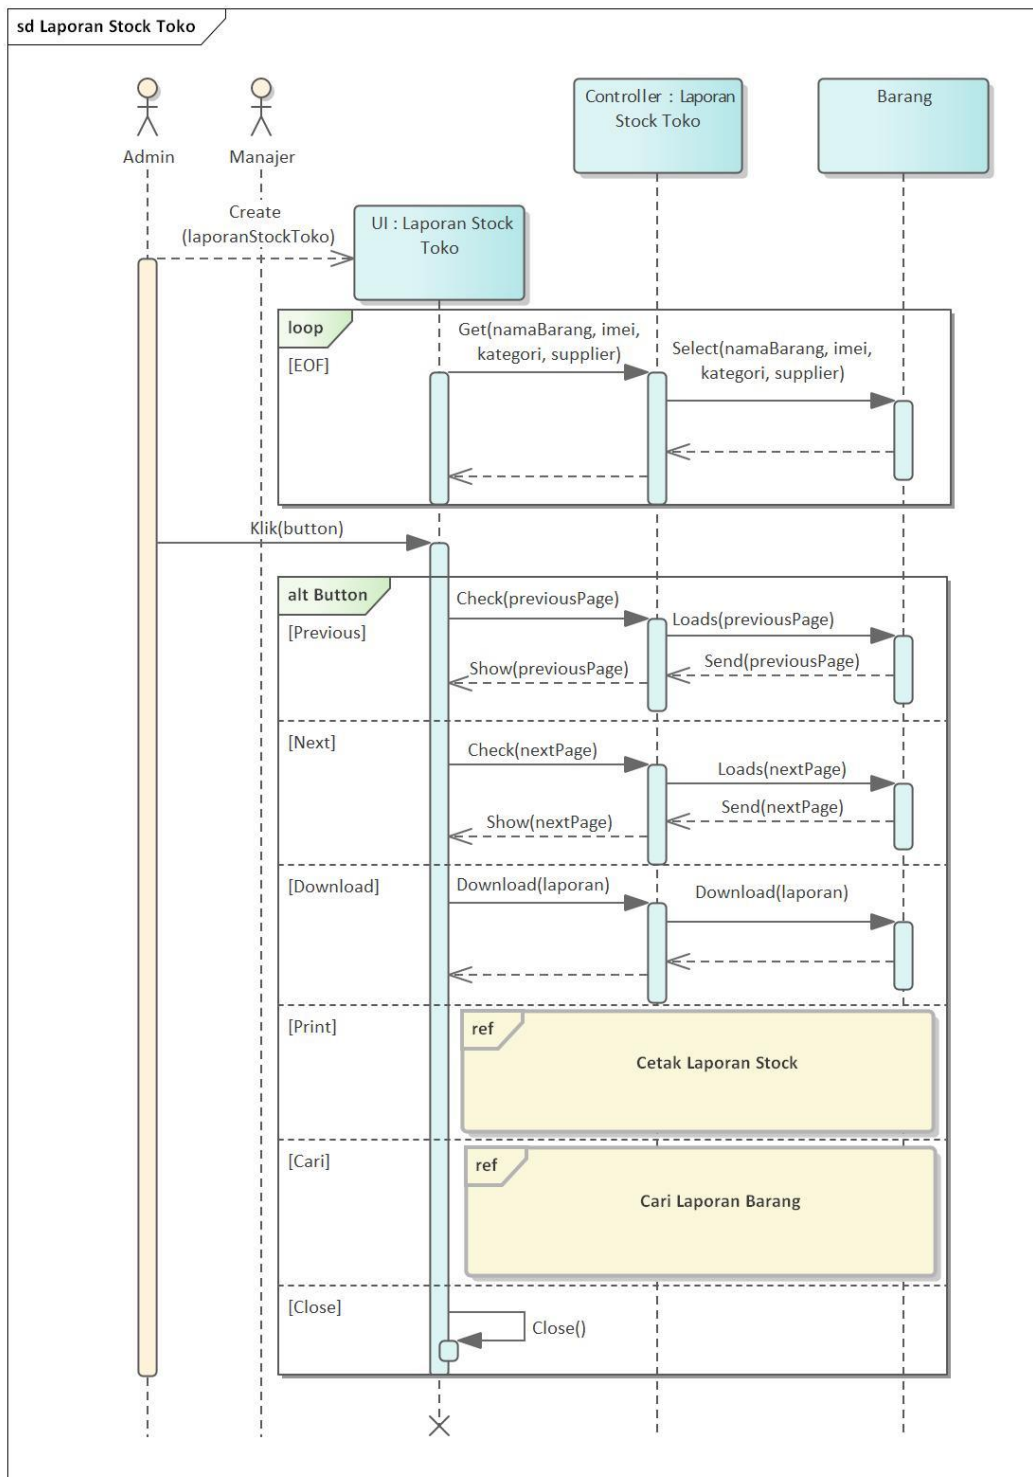 sd Laporan Stock Toko
Admin
Manajer
Controller : Laporan
Stock Toko
Barang
Create
(laporanStockToko)
UI : Laporan Stock
Toko
loop
[EOF]
Get(namaBarang, imei,
kategori, supplier)
Select(namaBarang, imei,
kategori, supplier)
Klik(button)
alt Button
[Previous]
Check(previousPage)
Loads(previousPage)
Send(previousPage)
Show(previousPage)
[Next]
Check(nextPage)
Loads(nextPage)
Send(nextPage)
Show(nextPage)
[Download]
Download(laporan)
Download(laporan)
[Print]
ref
Cetak Laporan Stock
[Cari]
ref
Cari Laporan Barang
[Close]
Close()